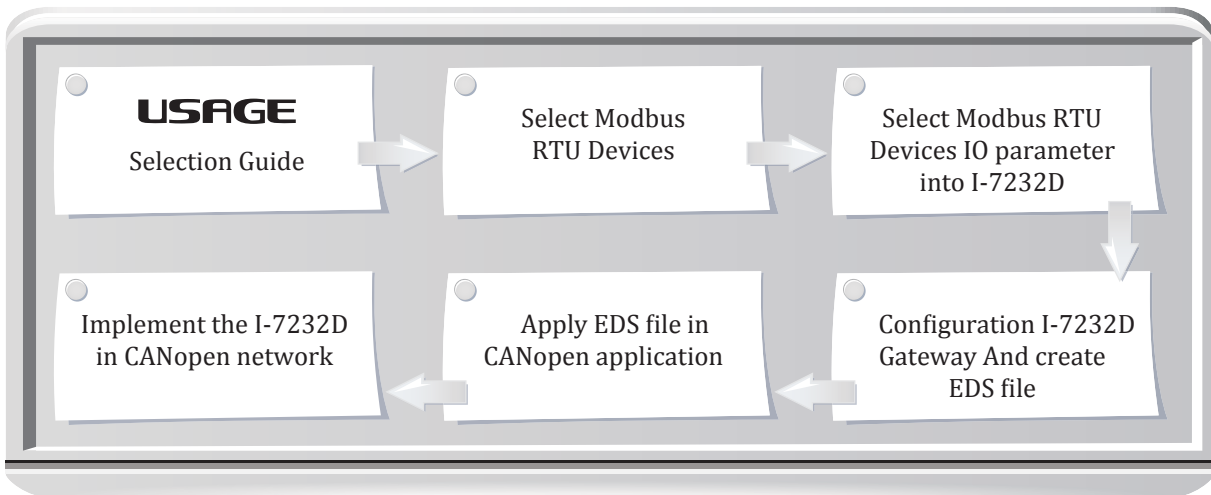 USAGE
Selection Guide
Select Modbus
RTU Devices
Select Modbus RTU
Devices IO parameter
into I-7232D
Configuration I-7232D
Gateway And create
EDS file
Apply EDS file in
CANopen application
Implement the I-7232D
in CANopen network